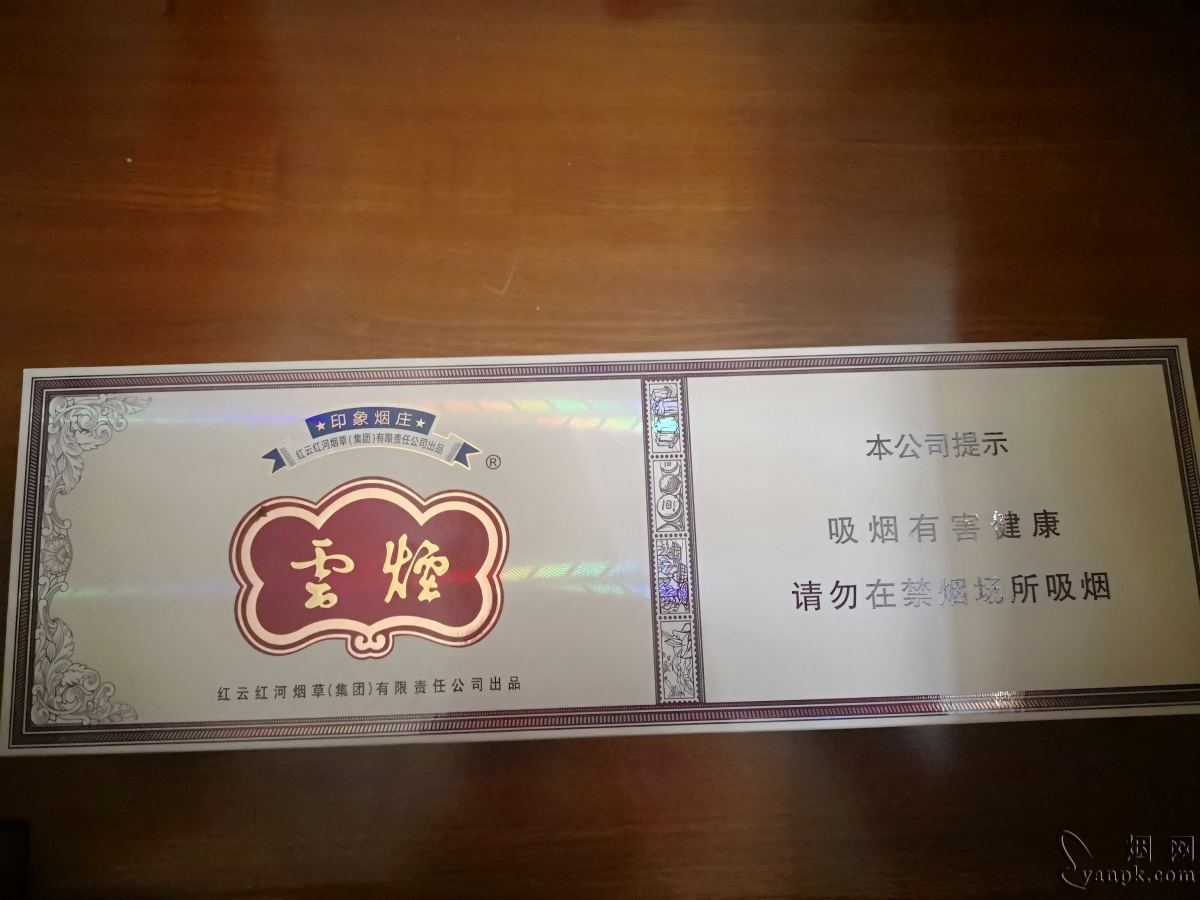 ★印象烟庄★
红云红河烟草(集团)有限责任公司出品
®
雲煙
红云红河烟草(集团)有限责任公司出品
本公司提示
吸烟有害健康
请勿在禁烟场所吸烟
烟网
yanpk.com